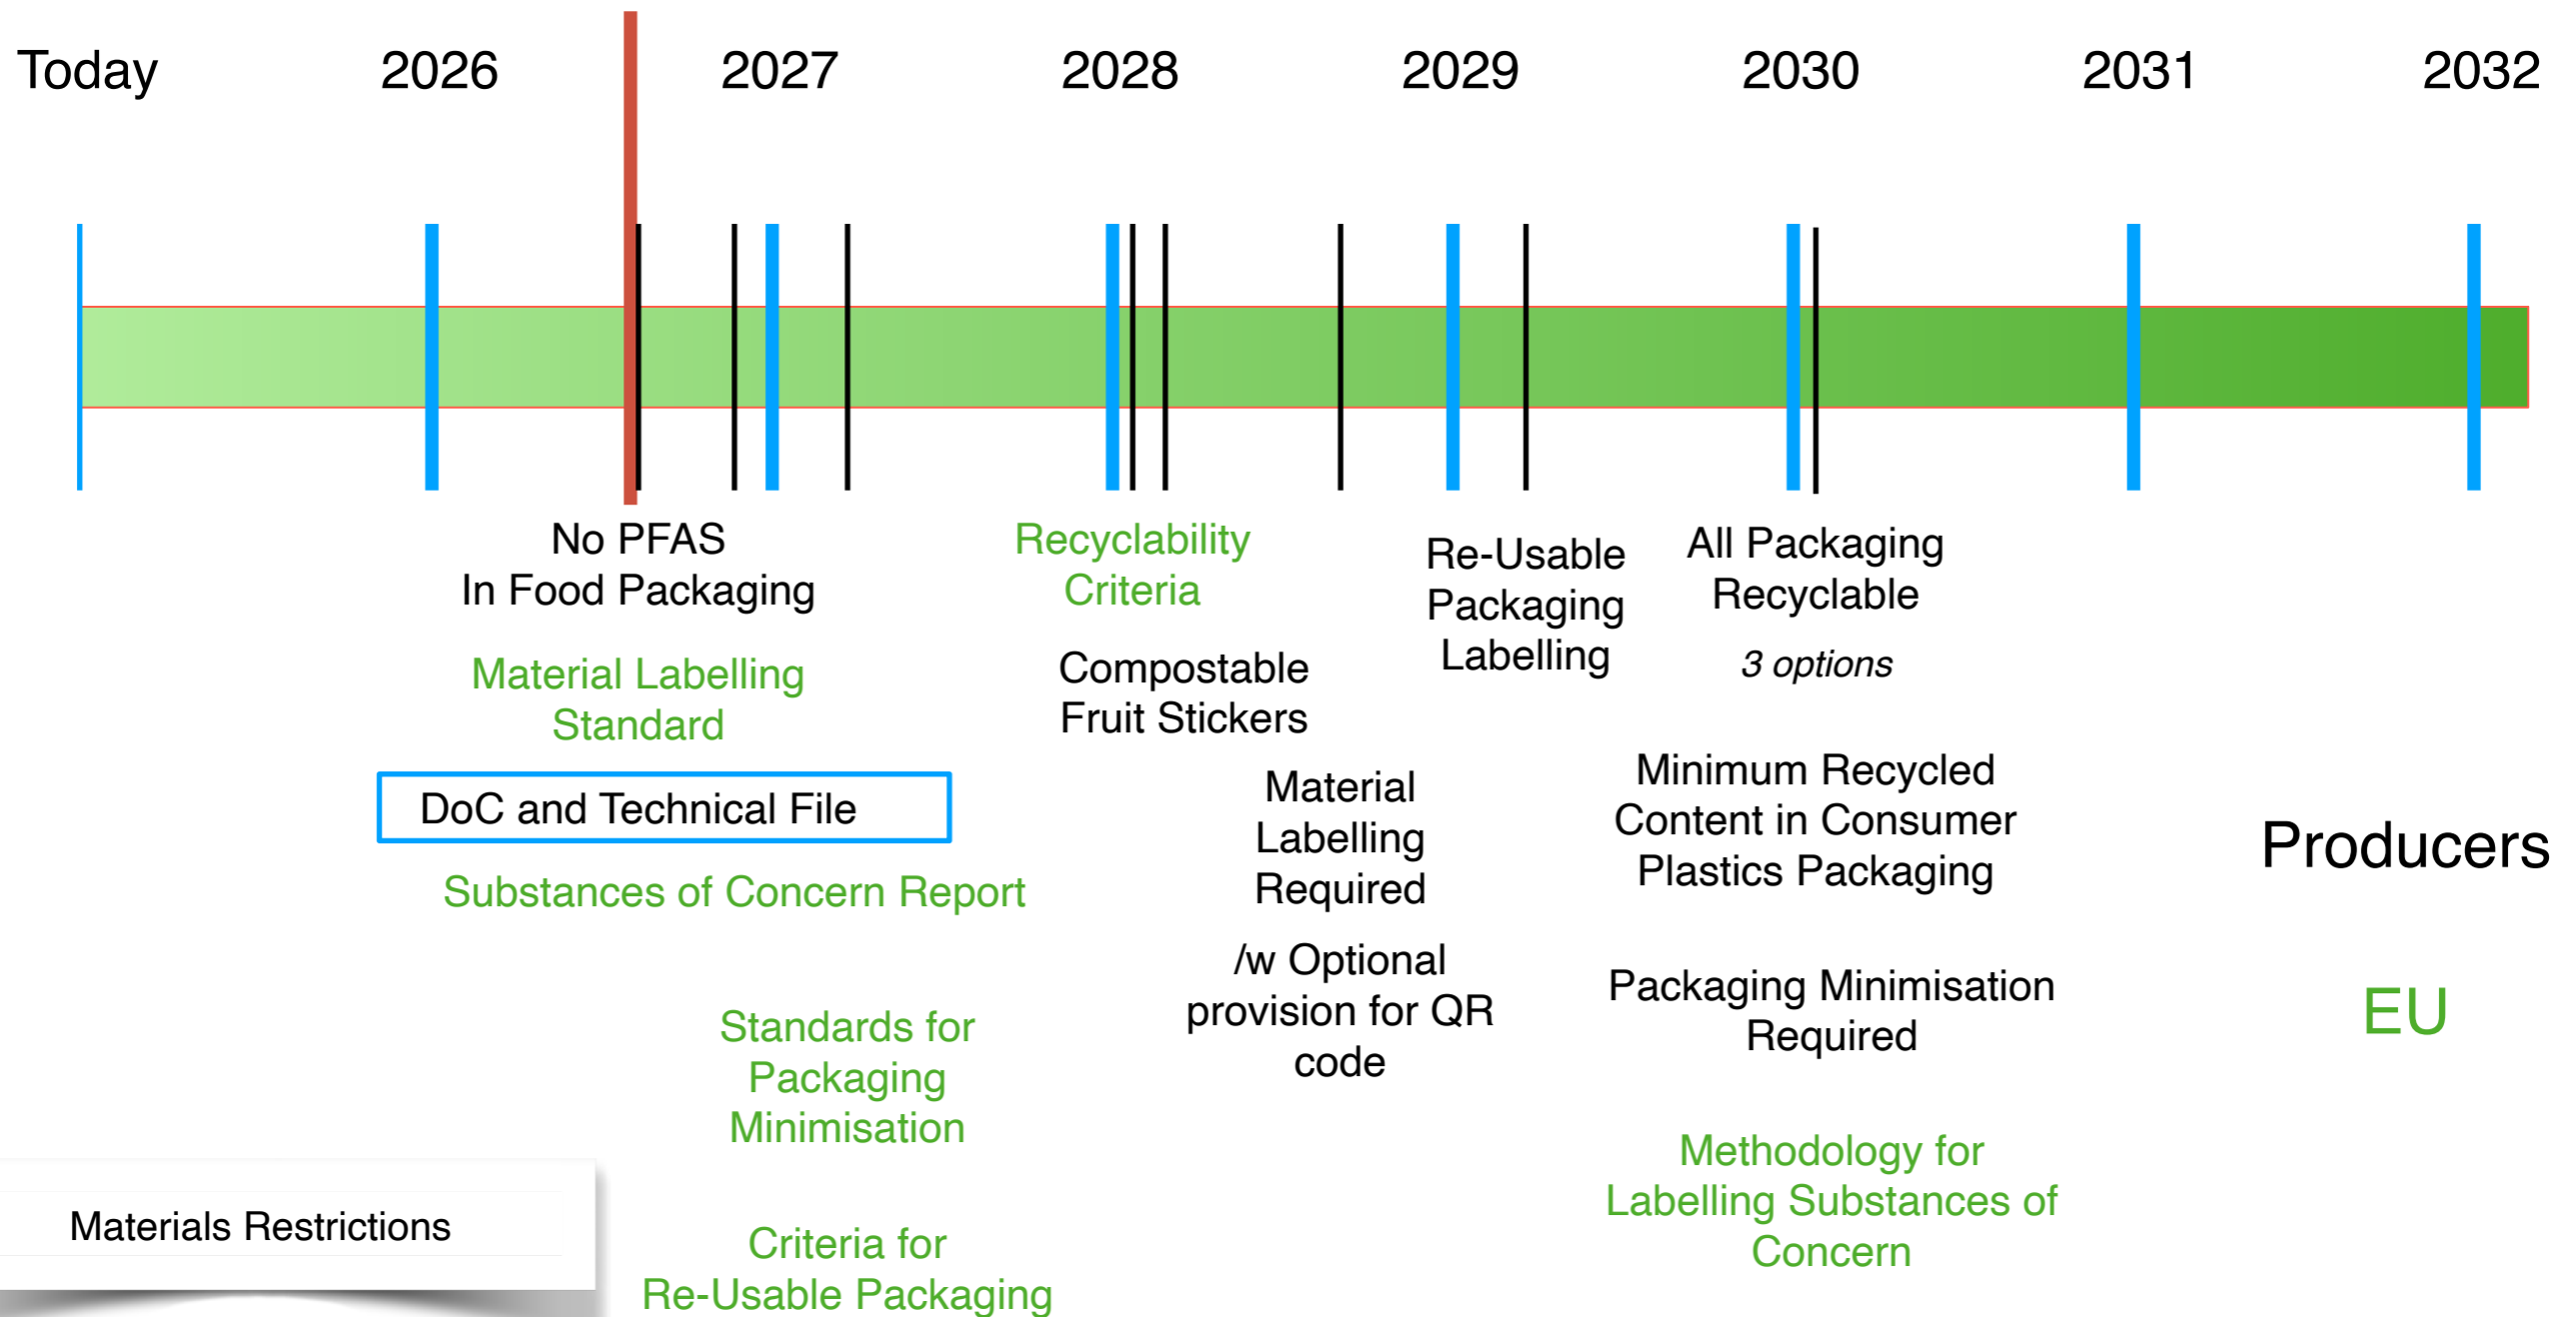 Today 2026 2027 2028 2029 2030 2031 2032
No PFAS
In Food Packaging
Material Labelling
Standard
DoC and Technical File
Substances of Concern Report
Standards for
Packaging
Minimisation
Criteria for
Re-Usable Packaging
Recyclability
Criteria
Compostable
Fruit Stickers
Material
Labelling
Required
/w Optional
provision for QR
code
Re-Usable
Packaging
Labelling
All Packaging
Recyclable
3 options
Minimum Recycled
Content in Consumer
Plastics Packaging
Packaging Minimisation
Required
Methodology for
Labelling Substances of
Concern
Producers
EU
Materials Restrictions